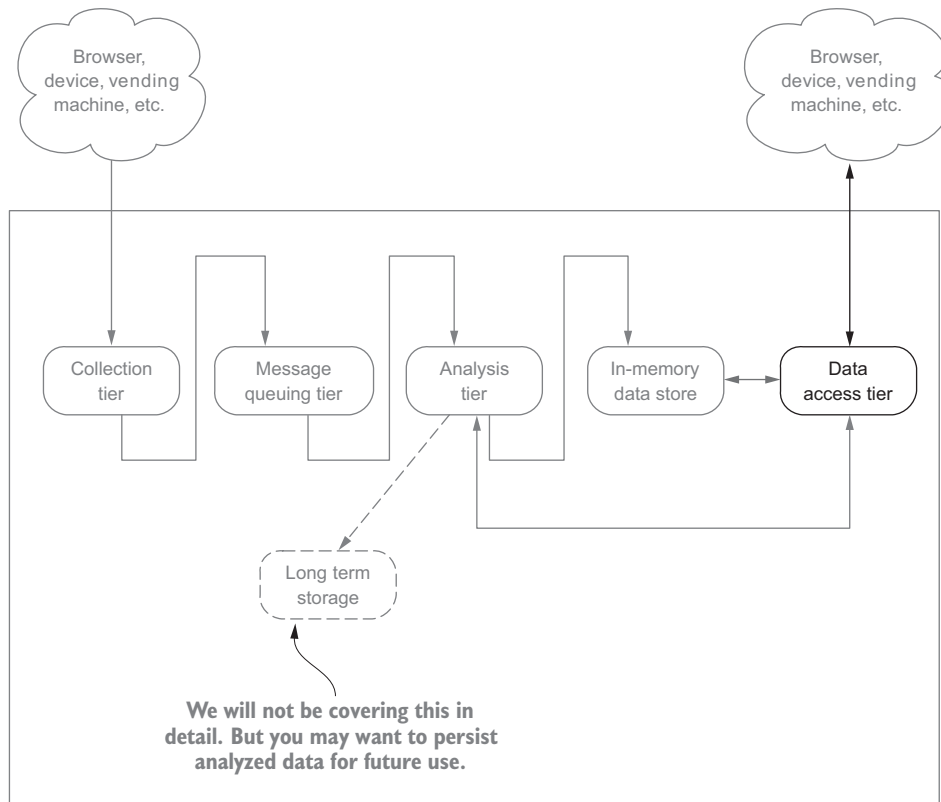 Browser,
device, vending
machine, etc.
Browser,
device, vending
machine, etc.
Collection
tier
Message
queuing tier
Analysis
tier
In-memory
data store
Data
access tier
Long term
storage
We will not be covering this in
detail. But you may want to persist
analyzed data for future use.